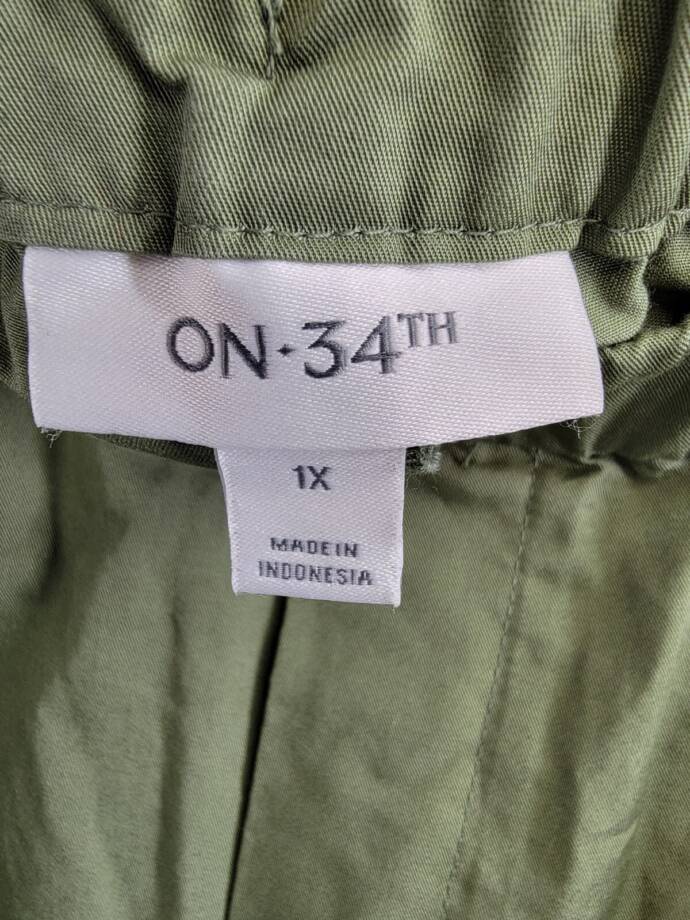 ON·34TH
1X
MADE IN
INDONESIA